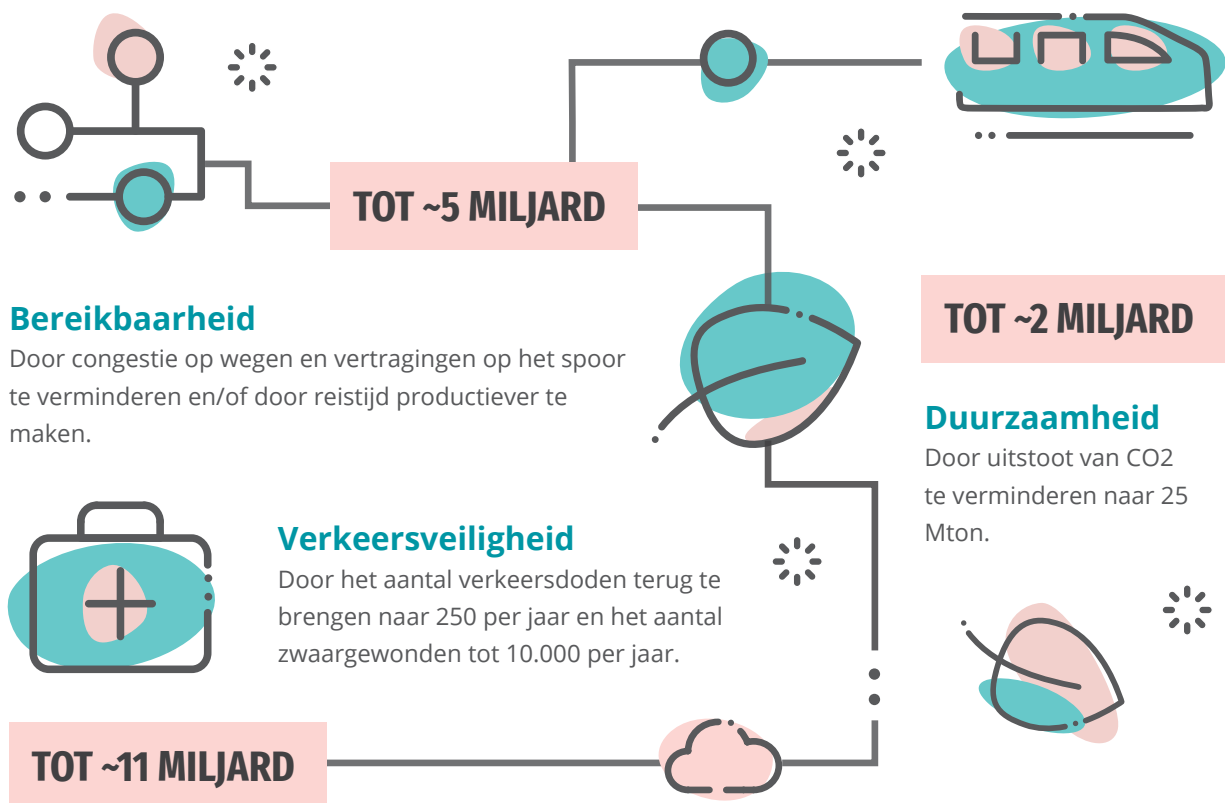 TOT ~5 MILJARD
Bereikbaarheid
Door congestie op wegen en vertragingen op het spoor
te verminderen en/of door reistijd productiever te
maken.
TOT ~2 MILJARD
Duurzaamheid
Door uitstoot van CO2
te verminderen naar 25
Mton.
Verkeersveiligheid
Door het aantal verkeersdoden terug te
brengen naar 250 per jaar en het aantal
zwaargewonden tot 10.000 per jaar.
TOT ~11 MILJARD